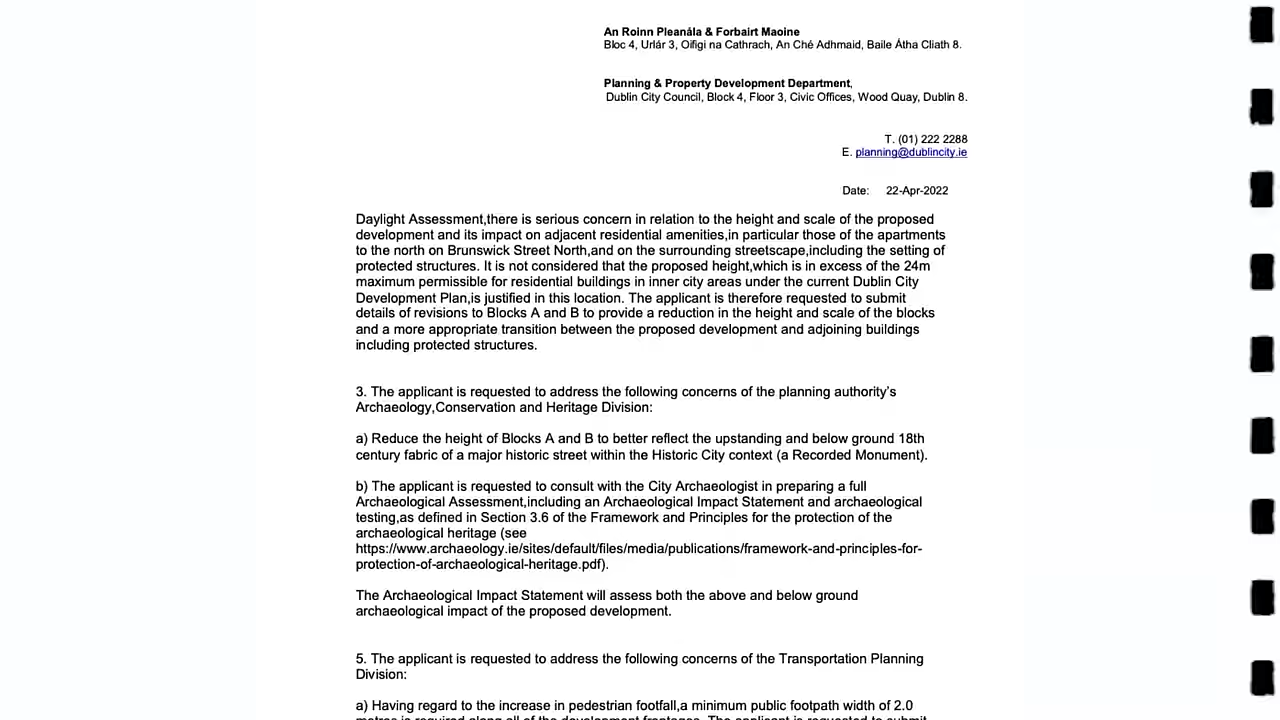 An Roinn Pleanála & Forbairt Maoine
Bloc 4, Urlár 3, Oifigi na Cathrach, An Ché Adhmaid, Baile Átha Cliath 8.
Planning & Property Development Department,
Dublin City Council, Block 4, Floor 3, Civic Offices, Wood Quay, Dublin 8.
T. (01) 222 2288
E. planning@dublincity.ie
Date: 22-Apr-2022
Daylight Assessment,there is serious concern in relation to the height and scale of the proposed
development and its impact on adjacent residential amenities,in particular those of the apartments
to the north on Brunswick Street North,and on the surrounding streetscape,including the setting of
protected structures. It is not considered that the proposed height,which is in excess of the 24m
maximum permissible for residential buildings in inner city areas under the current Dublin City
Development Plan,is justified in this location. The applicant is therefore requested to submit
details of revisions to Blocks A and B to provide a reduction in the height and scale of the blocks
and a more appropriate transition between the proposed development and adjoining buildings
including protected structures.
3. The applicant is requested to address the following concerns of the planning authority's
Archaeology,Conservation and Heritage Division:
a) Reduce the height of Blocks A and B to better reflect the upstanding and below ground 18th
century fabric of a major historic street within the Historic City context (a Recorded Monument).
b) The applicant is requested to consult with the City Archaeologist in preparing a full
Archaeological Assessment,including an Archaeological Impact Statement and archaeological
testing,as defined in Section 3.6 of the Framework and Principles for the protection of the
archaeological heritage (see
https://www.archaeology.ie/sites/default/files/media/publications/framework-and-principles-for-
protection-of-archaeological-heritage.pdf).
The Archaeological Impact Statement will assess both the above and below ground
archaeological impact of the proposed development.
5. The applicant is requested to address the following concerns of the Transportation Planning
Division:
a) Having regard to the increase in pedestrian footfall,a minimum public footpath width of 2.0
metres is required along all of the development frontages. The applicant is requested to submit